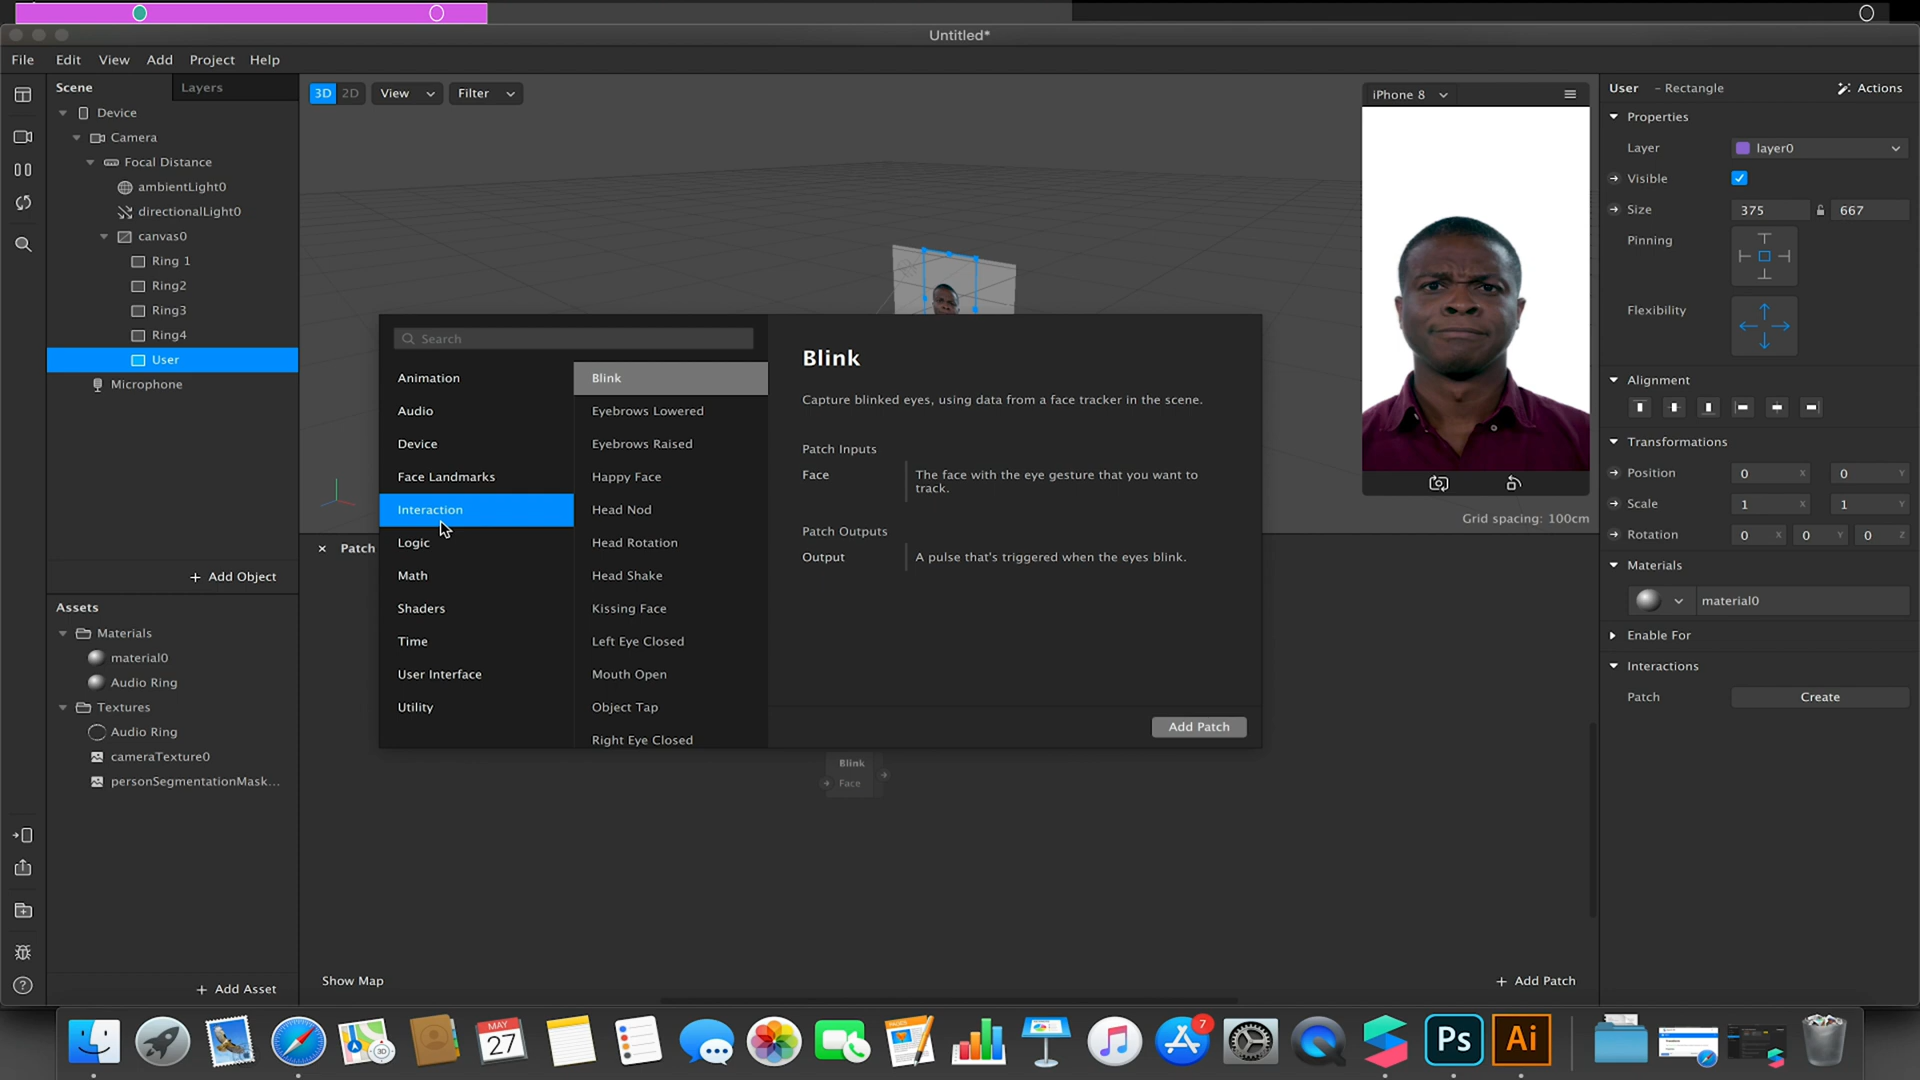 Untitled*
File Edit View Add Project Help
Scene Layers
Device
Camera
Focal Distance
ambientLight0
directionalLight0
canvas0
Ring 1
Ring2
Ring3
Ring4
User
Microphone
+ Add Object
Assets
Materials
material0
Audio Ring
Textures
Audio Ring
cameraTexture0
personSegmentationMask...
+ Add Asset
3D 2D View Filter
iPhone 8
Grid spacing: 100cm
× Patch
Search
Animation
Audio
Device
Face Landmarks
Interaction
Logic
Math
Shaders
Time
User Interface
Utility
Blink
Eyebrows Lowered
Eyebrows Raised
Happy Face
Head Nod
Head Rotation
Head Shake
Kissing Face
Left Eye Closed
Mouth Open
Object Tap
Right Eye Closed
Blink
Capture blinked eyes, using data from a face tracker in the scene.
Patch Inputs
Face The face with the eye gesture that you want to
track.
Patch Outputs
Output A pulse that's triggered when the eyes blink.
Add Patch
Blink
Face
Show Map
+ Add Patch
User - Rectangle Actions
Properties
Layer layer0
Visible
Size 375 667
Pinning
Flexibility
Alignment
Transformations
Position 0 X 0 Y
Scale 1 X 1 Y
Rotation 0 X 0 Y 0 Z
Materials
material0
Enable For
Interactions
Patch Create
MAY
27
3D
PAGES
7
Ps
Ai